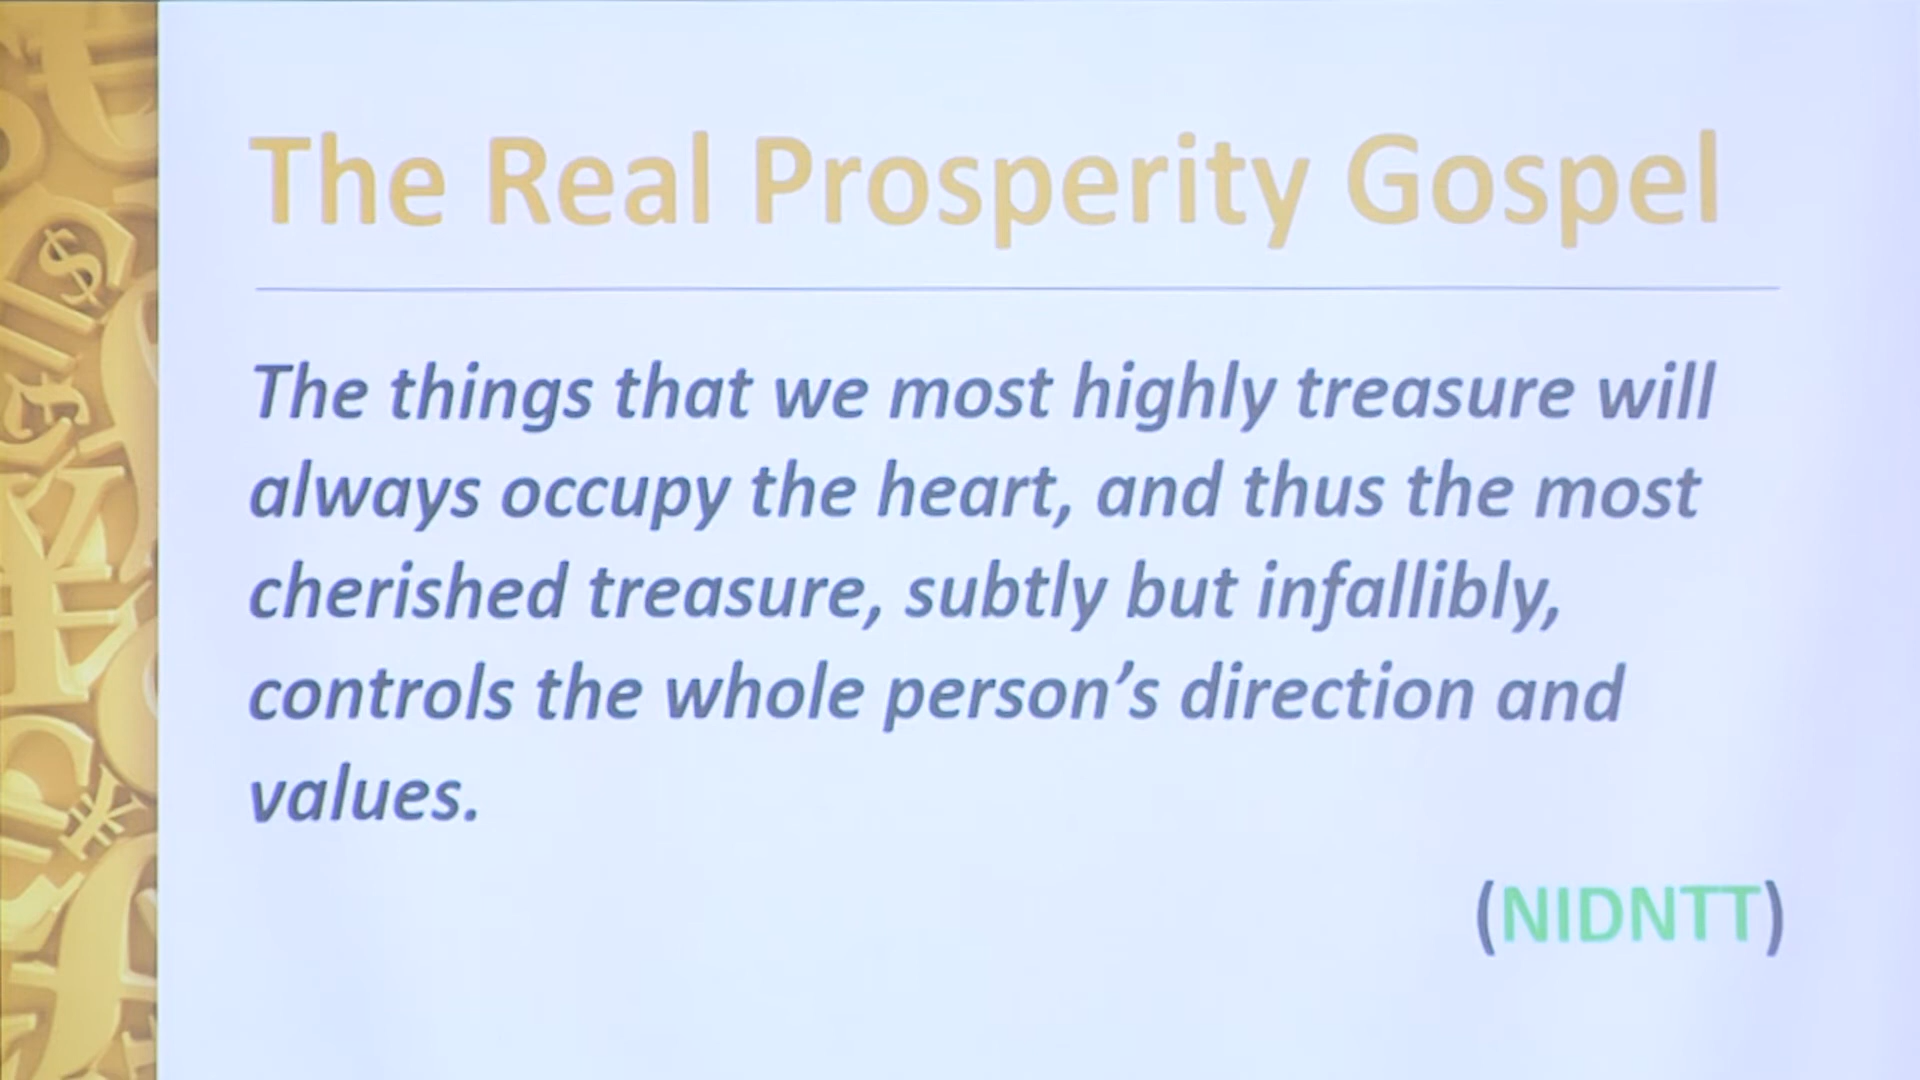 The Real Prosperity Gospel
The things that we most highly treasure will
always occupy the heart, and thus the most
cherished treasure, subtly but infallibly,
controls the whole person’s direction and
values.
(NIDNTT)